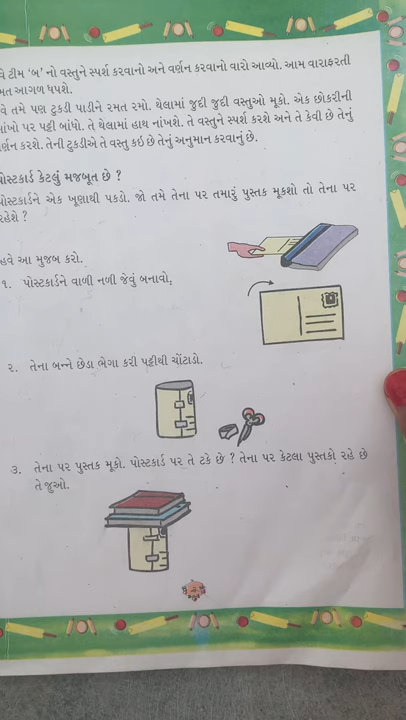 વે ટીમ 'બ' નો વસ્તુને સ્પર્શ કરવાનો અને વર્ણન કરવાનો વારો આવ્યો. આમ વારાફરતી
મત આગળ ધપશે.
વે તમે પણ ટુકડી પાડીને રમત રમો. થેલામાં જુદી જુદી વસ્તુઓ મૂકો. એક છોકરીની
ાંખો પર પટ્ટી બાંધો. તે થેલામાં હાથ નાંખશે. તે વસ્તુને સ્પર્શ કરશે અને તે કેવી છે તેનું
ર્ણન કરશે. તેની ટુકડીએ તે વસ્તુ કઇ છે તેનું અનુમાન કરવાનું છે.
પોસ્ટકાર્ડ કેટલું મજબૂત છે ?
પોસ્ટકાર્ડને એક ખૂણાથી પકડો. જો તમે તેના પર તમારું પુસ્તક મૂકશો તો તેના પર
રહેશે ?
હવે આ મુજબ કરો.
૧. પોસ્ટકાર્ડને વાળી નળી જેવું બનાવો.
૨. તેના બન્ને છેડા ભેગા કરી પટ્ટીથી ચોંટાડો.
૩. તેના પર પુસ્તક મૂકો. પોસ્ટકાર્ડ પર તે ટકે છે ? તેના પર કેટલા પુસ્તકો રહે છે
તે જુઓ.